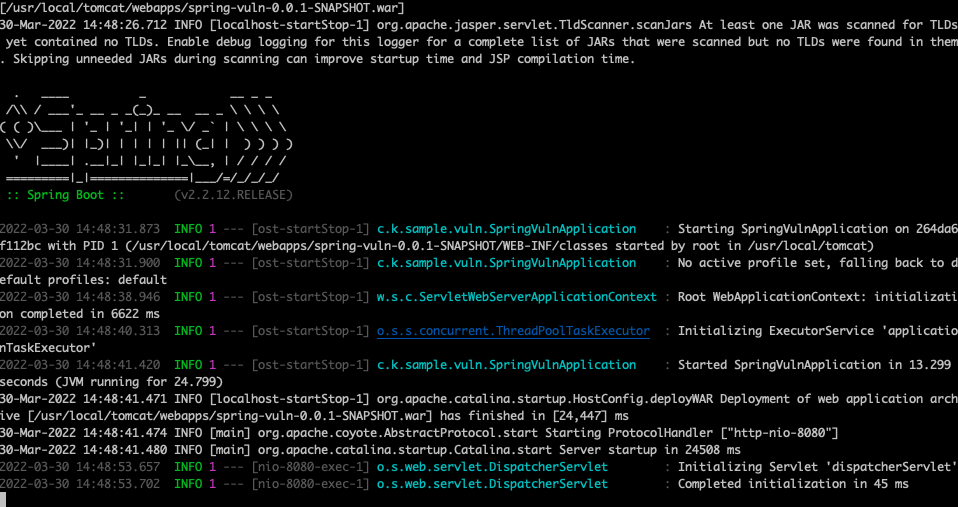 [/usr/local/tomcat/webapps/spring-vuln-0.0.1-SNAPSHOT.war]
30-Mar-2022 14:48:26.712 INFO [localhost-startStop-1] org.apache.jasper.servlet.TldScanner.scanJars At least one JAR was scanned for TLDs
 yet contained no TLDs. Enable debug logging for this logger for a complete list of JARs that were scanned but no TLDs were found in them
. Skipping unneeded JARs during scanning can improve startup time and JSP compilation time.
  .   ____          _            __ _ _
 /\\ / ___'_ __ _ _(_)_ __  __ _ \ \ \ \
( ( )\___ | '_ | '_| | '_ \/ _` | \ \ \ \
 \\/  ___)| |_)| | | | | || (_| |  ) ) ) )
  '  |____| .__|_| |_|_| |_\__, | / / / /
 =========|_|==============|___/=/_/_/_/
 :: Spring Boot ::       (v2.2.12.RELEASE)
2022-03-30 14:48:31.873  INFO 1 --- [ost-startStop-1] c.k.sample.vuln.SpringVulnApplication    : Starting SpringVulnApplication on 264da6
f112bc with PID 1 (/usr/local/tomcat/webapps/spring-vuln-0.0.1-SNAPSHOT/WEB-INF/classes started by root in /usr/local/tomcat)
2022-03-30 14:48:31.900  INFO 1 --- [ost-startStop-1] c.k.sample.vuln.SpringVulnApplication    : No active profile set, falling back to d
efault profiles: default
2022-03-30 14:48:38.946  INFO 1 --- [ost-startStop-1] w.s.c.ServletWebServerApplicationContext : Root WebApplicationContext: initializati
on completed in 6622 ms
2022-03-30 14:48:40.313  INFO 1 --- [ost-startStop-1] o.s.s.concurrent.ThreadPoolTaskExecutor  : Initializing ExecutorService 'applicatio
nTaskExecutor'
2022-03-30 14:48:41.420  INFO 1 --- [ost-startStop-1] c.k.sample.vuln.SpringVulnApplication    : Started SpringVulnApplication in 13.299
seconds (JVM running for 24.799)
30-Mar-2022 14:48:41.471 INFO [localhost-startStop-1] org.apache.catalina.startup.HostConfig.deployWAR Deployment of web application arch
ive [/usr/local/tomcat/webapps/spring-vuln-0.0.1-SNAPSHOT.war] has finished in [24,447] ms
30-Mar-2022 14:48:41.474 INFO [main] org.apache.coyote.AbstractProtocol.start Starting ProtocolHandler ["http-nio-8080"]
30-Mar-2022 14:48:41.480 INFO [main] org.apache.catalina.startup.Catalina.start Server startup in 24508 ms
2022-03-30 14:48:53.657  INFO 1 --- [nio-8080-exec-1] o.s.web.servlet.DispatcherServlet        : Initializing Servlet 'dispatcherServlet'
2022-03-30 14:48:53.702  INFO 1 --- [nio-8080-exec-1] o.s.web.servlet.DispatcherServlet        : Completed initialization in 45 ms